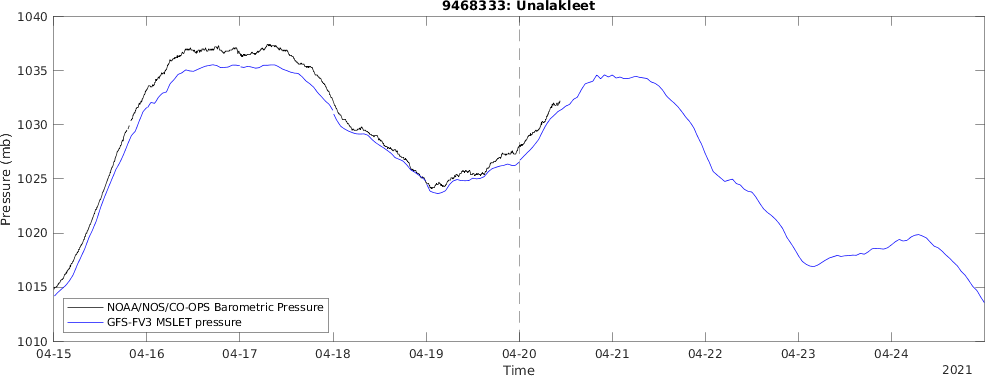 9468333: Unalakleet
1040
1035
1030
1025
1020
1015
1010
Pressure (mb)
NOAA/NOS/CO-OPS Barometric Pressure
GFS-FV3 MSLET pressure
04-15 04-16 04-17 04-18 04-19 04-20 04-21 04-22 04-23 04-24
Time
2021